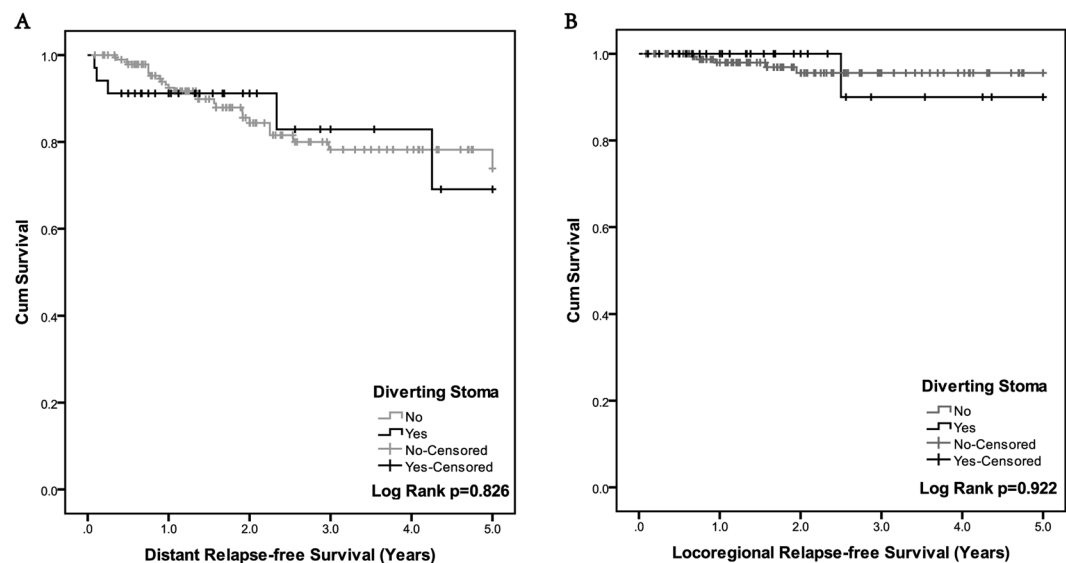 A
1.0
0.8
0.6
0.4
0.2
0.0
Cum Survival
Diverting Stoma
No
Yes
No-Censored
Yes-Censored
Log Rank p=0.826
.0 1.0 2.0 3.0 4.0 5.0
Distant Relapse-free Survival (Years)
B
1.0
0.8
0.6
0.4
0.2
0.0
Cum Survival
Diverting Stoma
No
Yes
No-Censored
Yes-Censored
Log Rank p=0.922
.0 1.0 2.0 3.0 4.0 5.0
Locoregional Relapse-free Survival (Years)